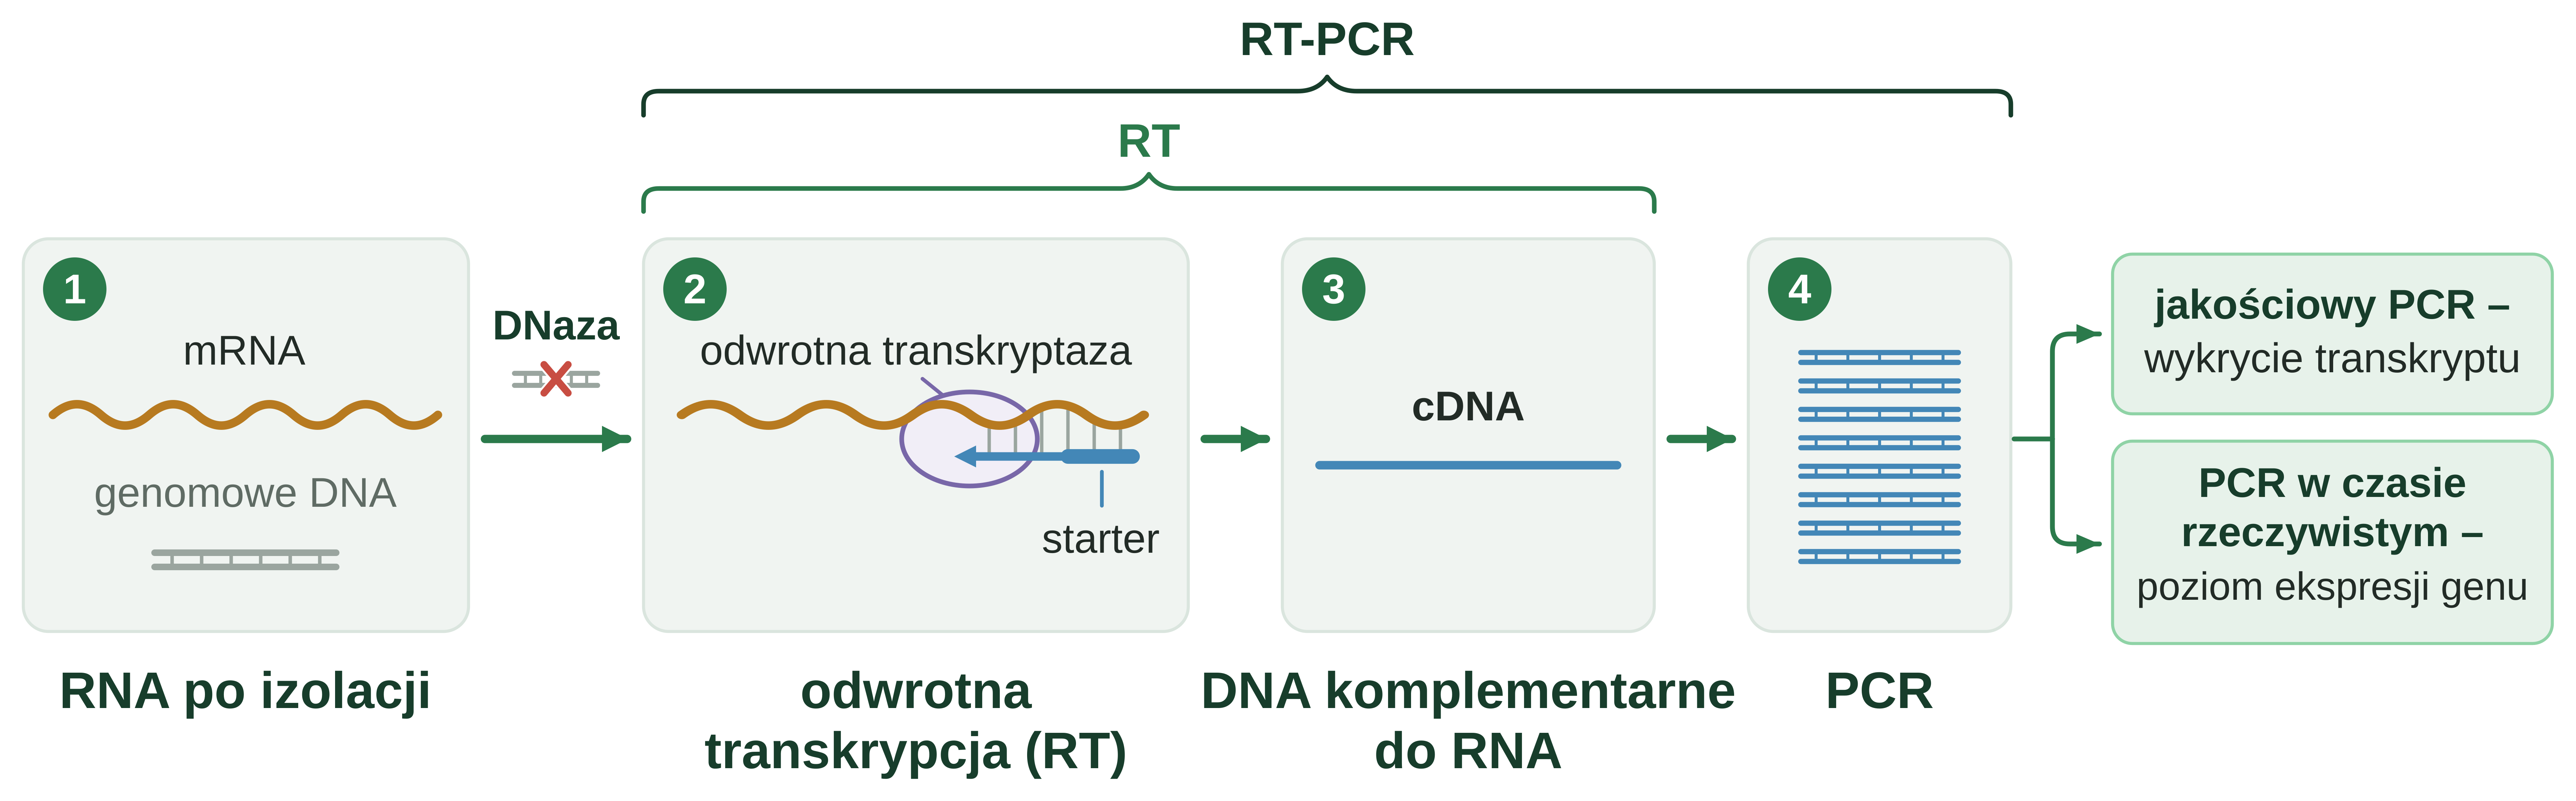 RT-PCR
RT
1
mRNA
genomowe DNA
RNA po izolacji
DNaza
2
odwrotna transkryptaza
starter
odwrotna
transkrypcja (RT)
3
cDNA
DNA komplementarne
do RNA
4
PCR
jakościowy PCR –
wykrycie transkryptu
PCR w czasie
rzeczywistym –
poziom ekspresji genu